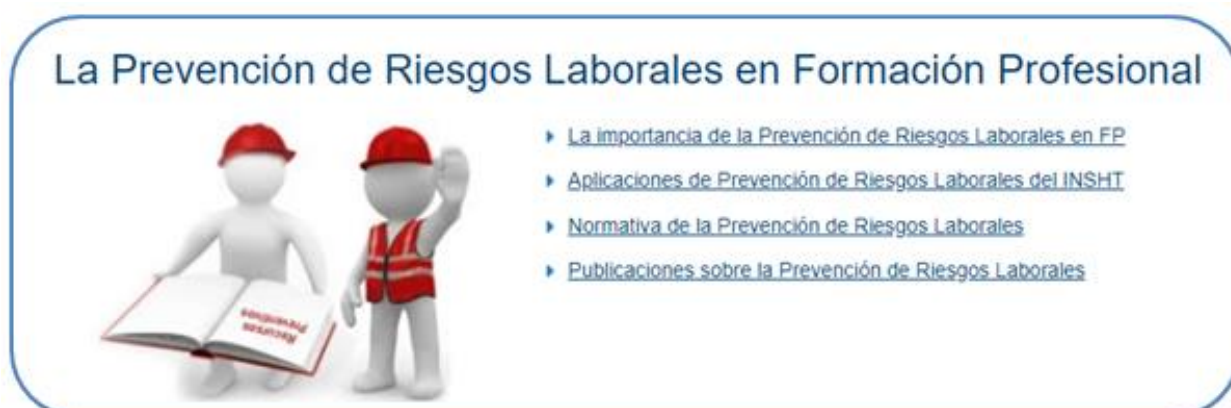 La Prevención de Riesgos Laborales en Formación Profesional
La importancia de la Prevención de Riesgos Laborales en FP
Aplicaciones de Prevención de Riesgos Laborales del INSHT
Normativa de la Prevención de Riesgos Laborales
Publicaciones sobre la Prevención de Riesgos Laborales
Recursos
Preventivos